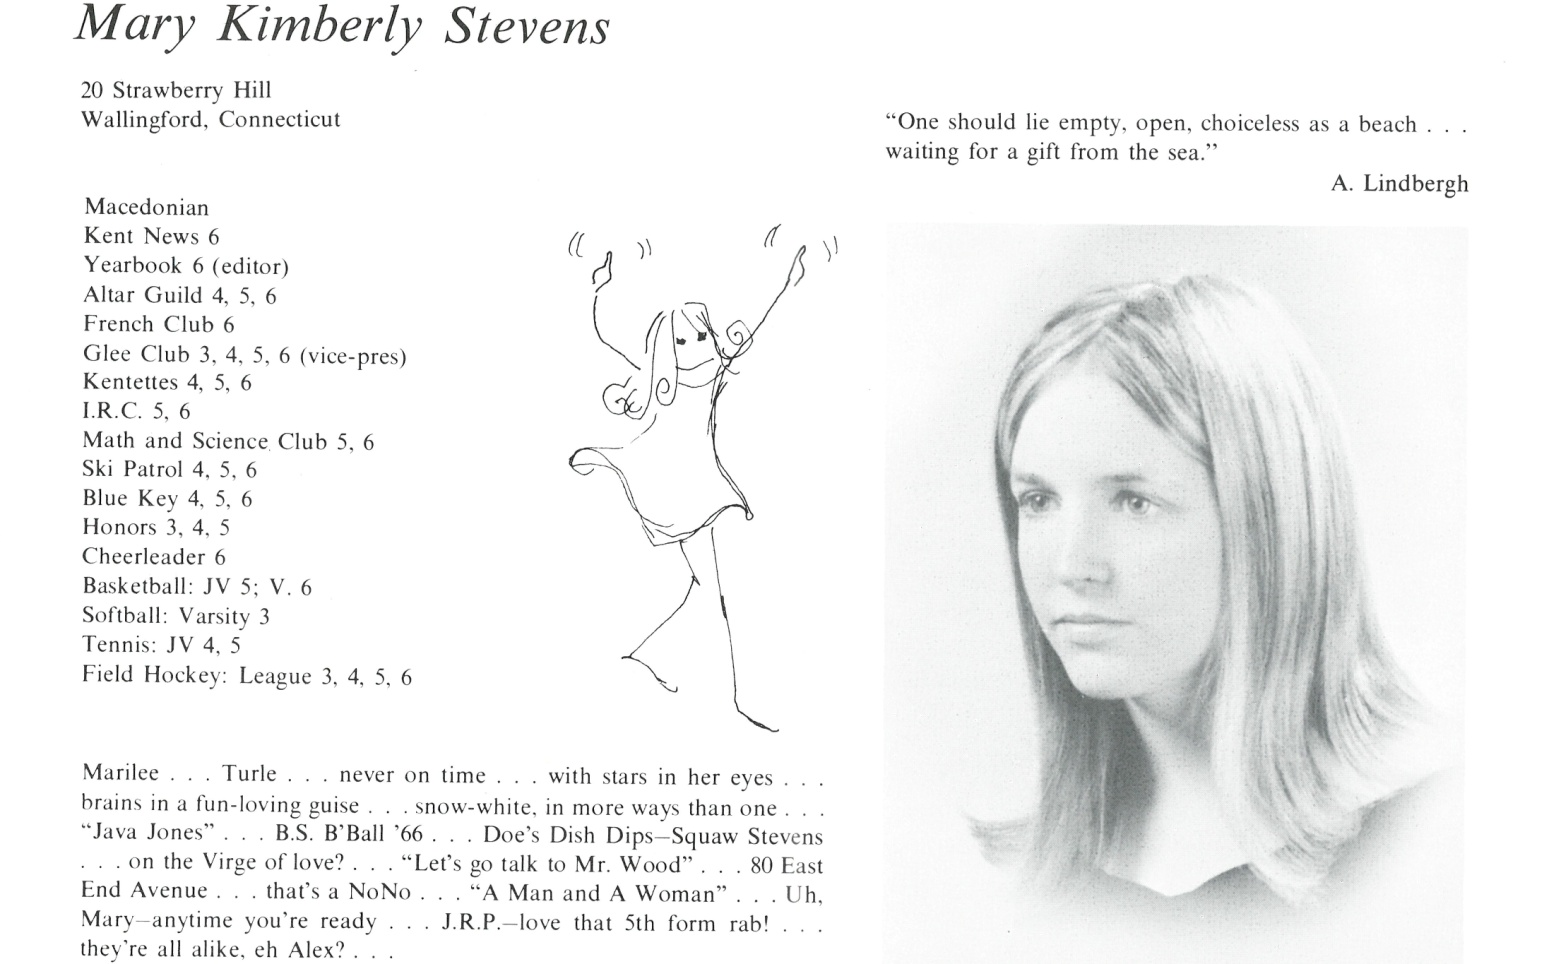 Mary Kimberly Stevens
20 Strawberry Hill
Wallingford, Connecticut
Macedonian
Kent News 6
Yearbook 6 (editor)
Altar Guild 4, 5, 6
French Club 6
Glee Club 3, 4, 5, 6 (vice-pres)
Kentettes 4, 5, 6
I.R.C. 5, 6
Math and Science Club 5, 6
Ski Patrol 4, 5, 6
Blue Key 4, 5, 6
Honors 3, 4, 5
Cheerleader 6
Basketball: JV 5; V. 6
Softball: Varsity 3
Tennis: JV 4, 5
Field Hockey: League 3, 4, 5, 6
Marilee . . . Turle . . . never on time . . . with stars in her eyes . . .
brains in a fun-loving guise . . . snow-white, in more ways than one . . .
“Java Jones” . . . B.S. B’Ball ’66 . . . Doe’s Dish Dips—Squaw Stevens
. . . on the Virge of love? . . . “Let’s go talk to Mr. Wood” . . . 80 East
End Avenue . . . that’s a NoNo . . . “A Man and A Woman” . . . Uh,
Mary—anytime you’re ready . . . J.R.P.—love that 5th form rab! . . .
they’re all alike, eh Alex? . . .
“One should lie empty, open, choiceless as a beach . . .
waiting for a gift from the sea.”
A. Lindbergh